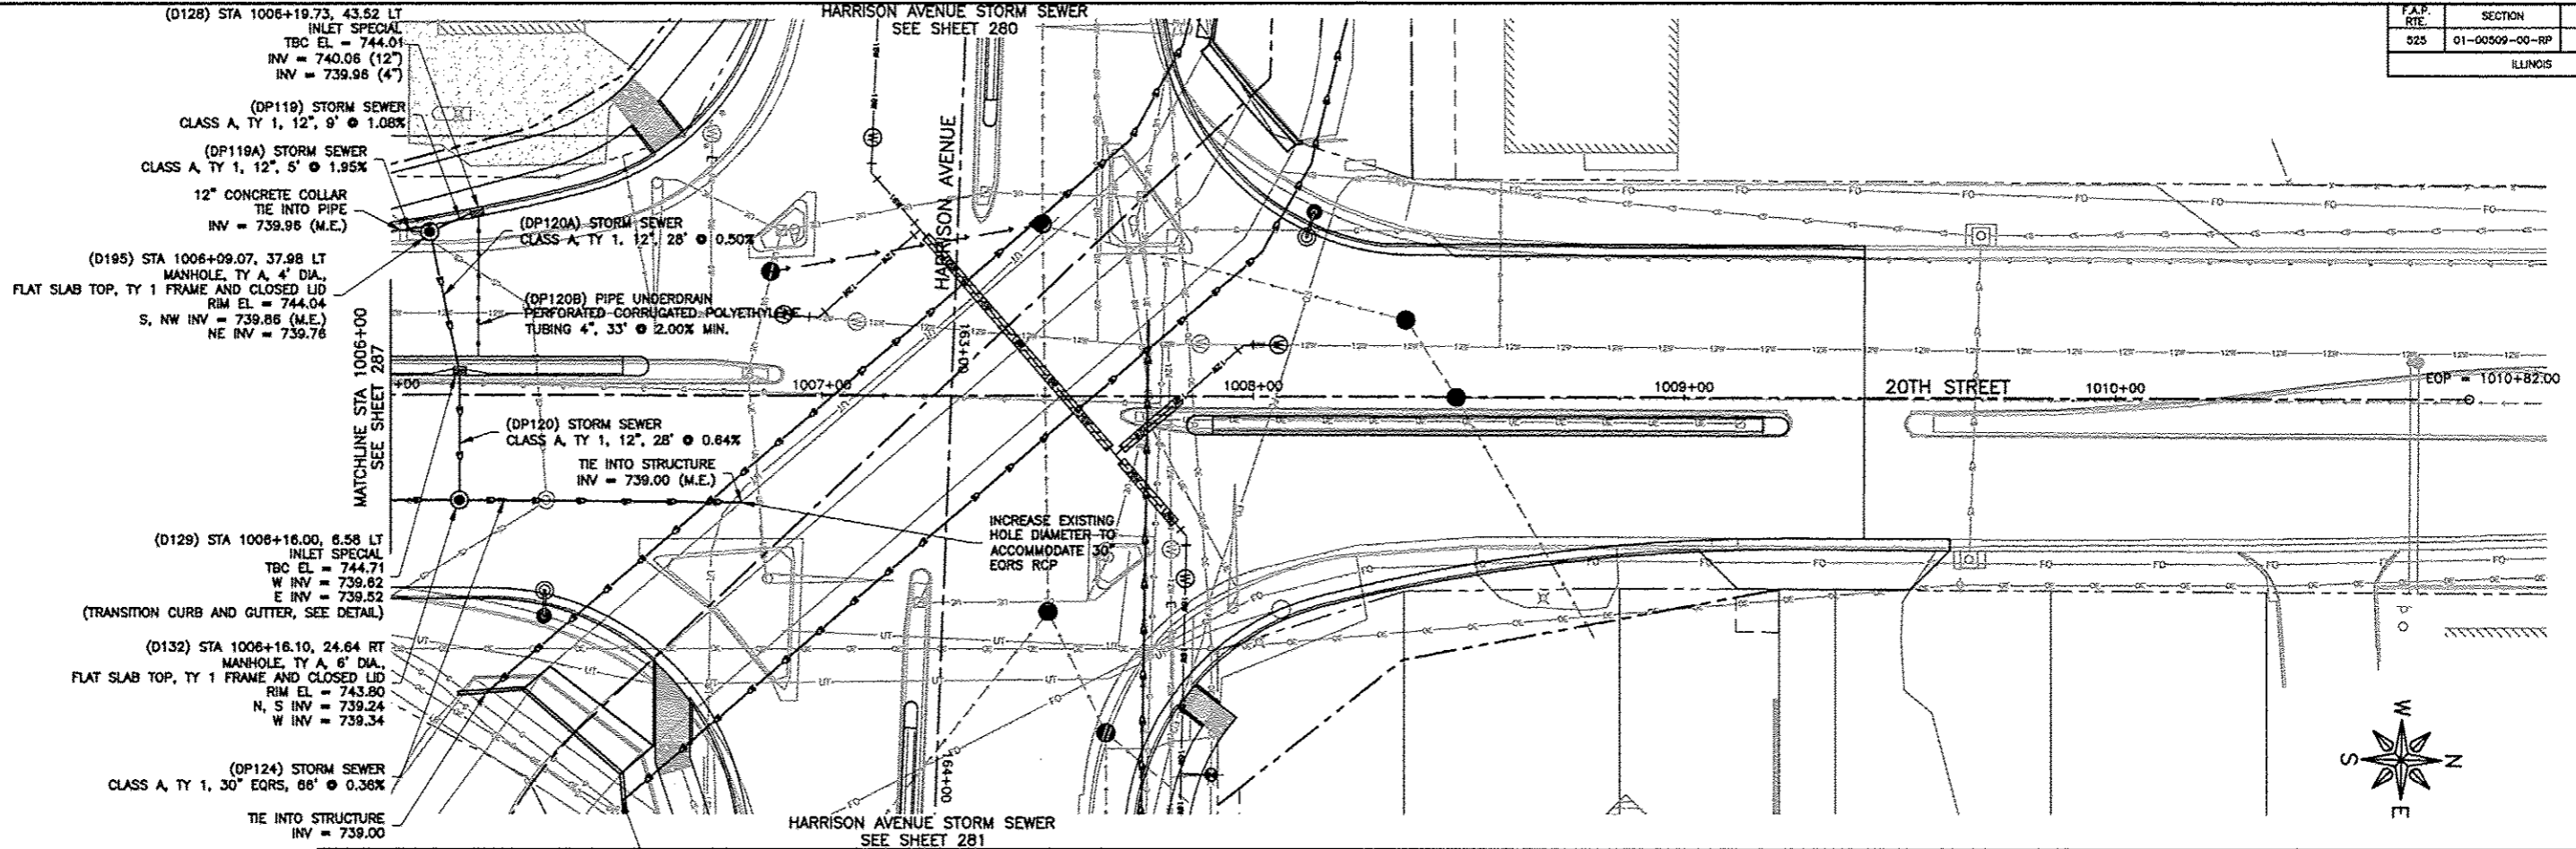 (D128) STA 1006+19.73, 43.52 LT
INLET SPECIAL
TBC EL = 744.01
INV = 740.06 (12")
INV = 739.96 (4")
(DP119) STORM SEWER
CLASS A, TY 1, 12", 9' @ 1.08%
(DP119A) STORM SEWER
CLASS A, TY 1, 12", 5' @ 1.95%
12" CONCRETE COLLAR
TIE INTO PIPE
INV = 739.96 (M.E.)
(D195) STA 1006+09.07, 37.98 LT
MANHOLE, TY A, 4' DIA.,
FLAT SLAB TOP, TY 1 FRAME AND CLOSED LID
RIM EL = 744.04
S, NW INV = 739.86 (M.E.)
NE INV = 739.76
MATCHLINE STA 1006+00
SEE SHEET 287
(D129) STA 1006+16.00, 6.58 LT
INLET SPECIAL
TBC EL = 744.71
W INV = 739.62
E INV = 739.52
(TRANSITION CURB AND GUTTER, SEE DETAIL)
(D132) STA 1006+16.10, 24.64 RT
MANHOLE, TY A, 6' DIA.,
FLAT SLAB TOP, TY 1 FRAME AND CLOSED LID
RIM EL = 743.80
N, S INV = 739.24
W INV = 739.34
(DP124) STORM SEWER
CLASS A, TY 1, 30" EQRS, 66' @ 0.36%
TIE INTO STRUCTURE
INV = 739.00
HARRISON AVENUE STORM SEWER
SEE SHEET 280
(DP120A) STORM SEWER
CLASS A, TY 1, 12", 28' @ 0.50%
(DP120B) PIPE UNDERDRAIN
PERFORATED CORRUGATED POLYETHYLENE
TUBING 4", 33' @ 2.00% MIN.
(DP120) STORM SEWER
CLASS A, TY 1, 12", 28' @ 0.64%
TIE INTO STRUCTURE
INV = 739.00 (M.E.)
HARRISON AVENUE
163+00
164+00
+00
1007+00
1008+00
1009+00
20TH STREET
1010+00
EOP = 1010+82.00
INCREASE EXISTING
HOLE DIAMETER TO
ACCOMMODATE 30"
EQRS RCP
HARRISON AVENUE STORM SEWER
SEE SHEET 281
F.A.P. RTE.
SECTION
525
01-00509-00-RP
ILLINOIS
W
N
S
E